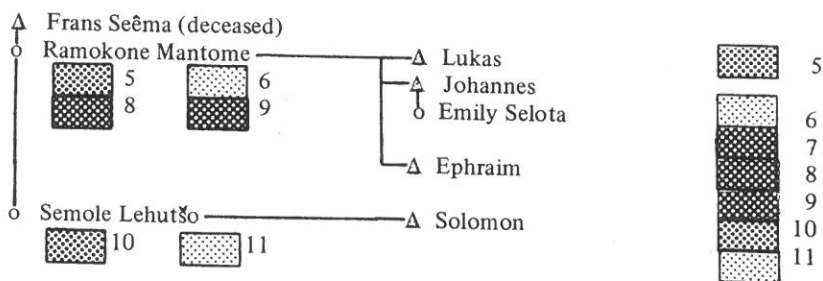 Frans Seêma (deceased)
Ramokone Mantome
Lukas
5
6
Johannes
8
9
Emily Selota
Ephraim
Semole Lehutšo
Solomon
10
11
5
6
7
8
9
10
11